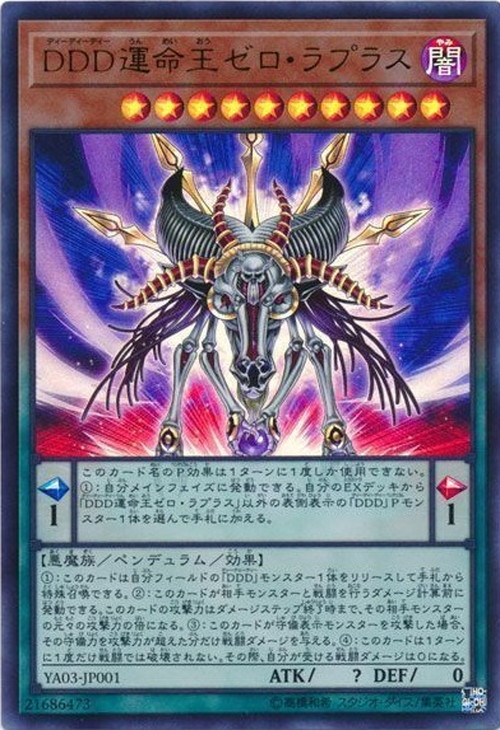 DDD運命王ゼロ・ラプラス
闇
このカード名のP効果は1ターンに1度しか使用できない。
①:自分メインフェイズに発動できる。自分のEXデッキから
「DDD運命王ゼロ・ラプラス」以外の表側表示の「DDD」Pモ
ンスター1体を選んで手札に加える。
1
1
【悪魔族/ペンデュラム/効果】
①:このカードは自分フィールドの「DDD」モンスター1体をリリースして手札から
特殊召喚できる。②:このカードが相手モンスターと戦闘を行うダメージ計算前に
発動できる。このカードの攻撃力はダメージステップ終了時まで、その相手モンスター
の元々の攻撃力の倍になる。③:このカードが守備表示モンスターを攻撃した場合、
その守備力を攻撃力が超えた分だけ戦闘ダメージを与える。④:このカードは1ターン
に1度だけ戦闘では破壊されない。その際、自分が受ける戦闘ダメージは0になる。
YA03-JP001
ATK/ ? DEF/ 0
21686473
©高橋和希 スタジオ・ダイス/集英社